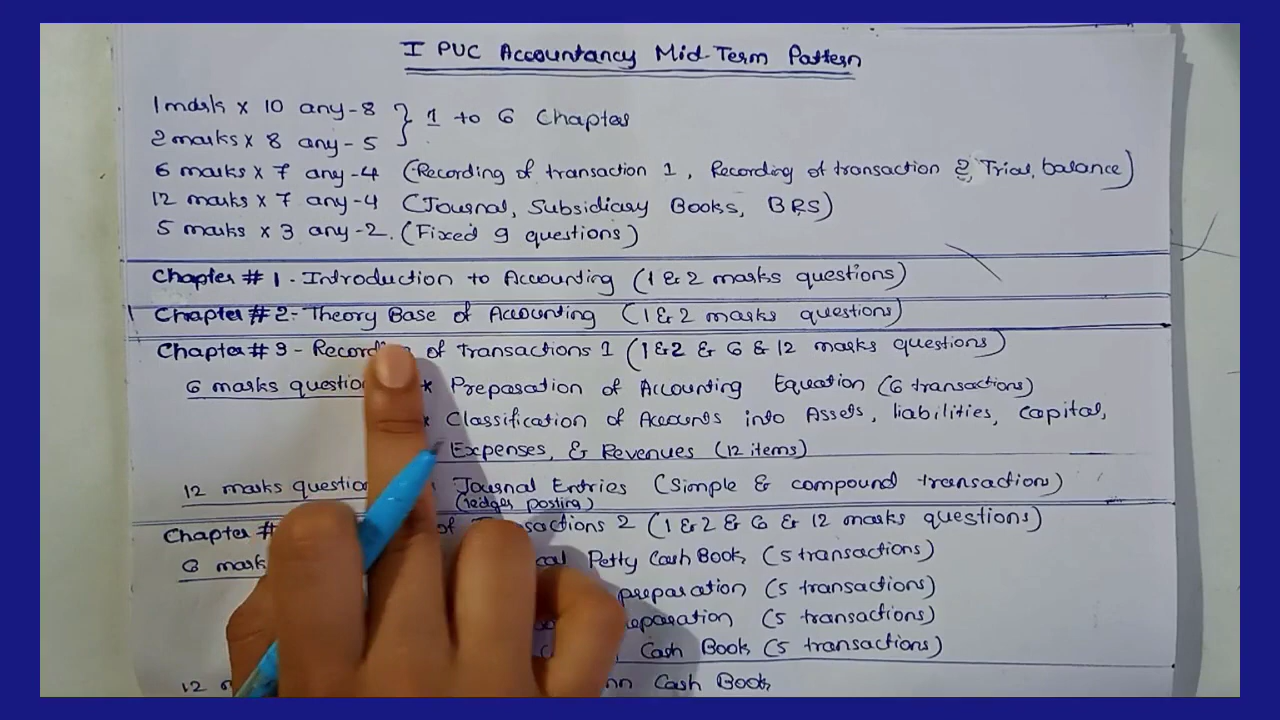 I PUC Accountancy Mid-Term Pattern
1 mark x 10 any-8 } 1 to 6 Chapter
2 marks x 8 any-5
6 marks x 7 any-4 (Recording of transaction 1, Recording of transaction 2, Trial balance)
12 marks x 7 any-4 (Journal, Subsidiary Books, BRS)
5 marks x 3 any-2. (Fixed 9 questions)
Chapter # 1 - Introduction to Accounting (1 & 2 marks questions)
Chapter # 2:- Theory Base of Accounting (1 & 2 marks questions)
Chapter # 3 - of Transactions 1 (1 & 2 & 6 & 12 marks questions)
6 marks * Preparation of Accounting Equation (6 transactions)
* Classification of Accounts into Assets, liabilities, Capital,
Expenses, & Revenues (12 items)
12 marks Journal Entries (Simple & compound transaction)
(ledger posting)
Chapter # of 2 (1 & 2 & 6 & 12 marks questions)
6 Petty Cash Book (5 transactions)
preparation (5 transactions)
(5 transactions)
Cash Book (5 transactions)
12 Cash Book